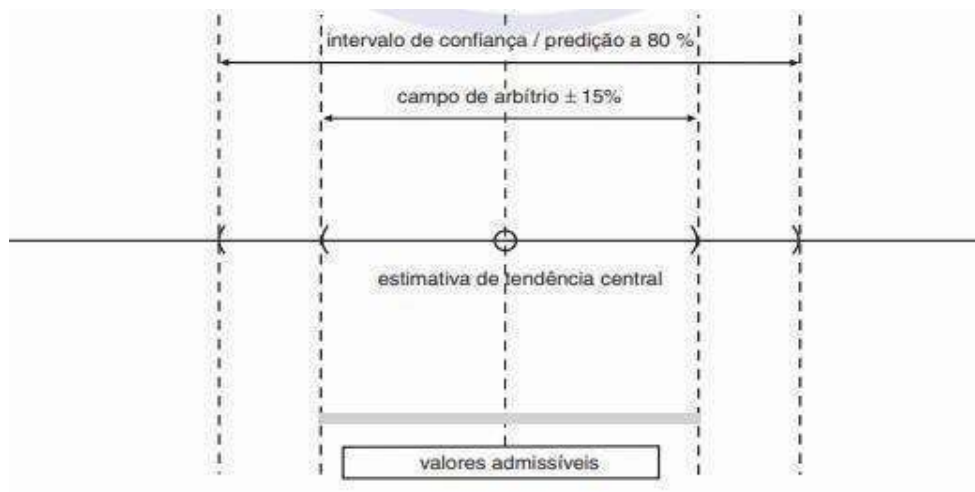 intervalo de confiança / predição a 80 %
campo de arbítrio ± 15%
estimativa de tendência central
valores admissíveis